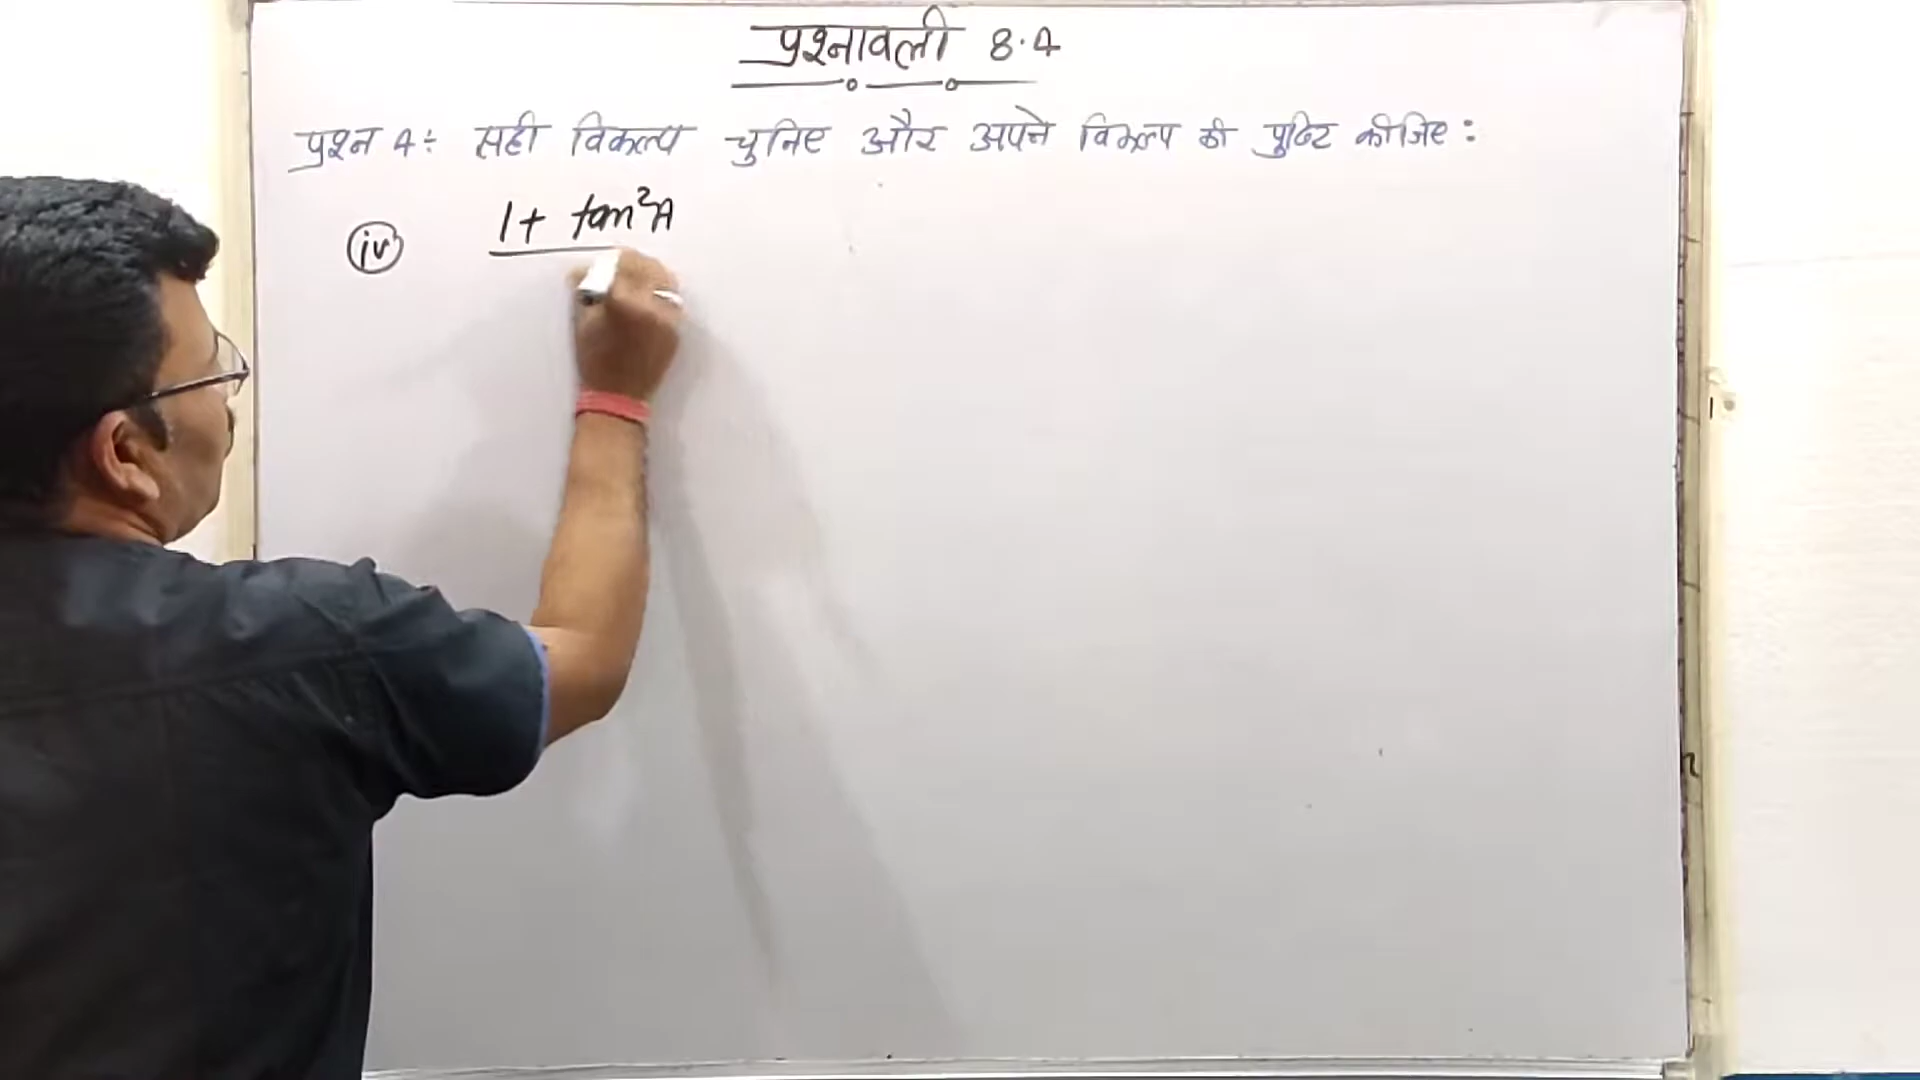 प्रश्नावली 8.4
प्रश्न 4÷ सही विकल्प चुनिए और अपने विकल्प की पुष्टि कीजिए :
(iv) 1+ tan²A